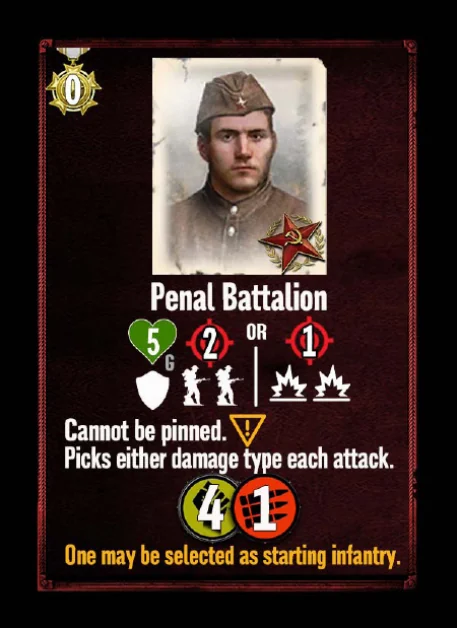 0
Penal Battalion
5 G 2 OR 1
Cannot be pinned.
Picks either damage type each attack.
4 1
One may be selected as starting infantry.